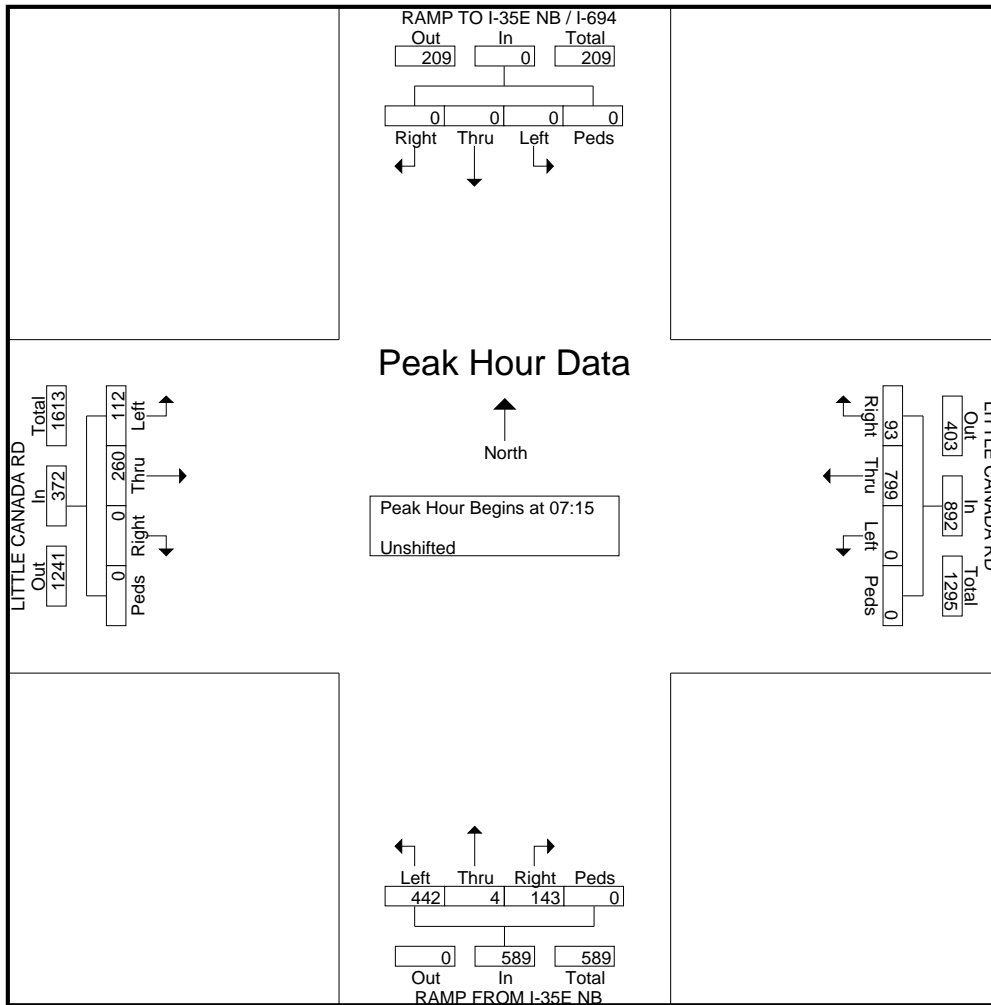 RAMP TO I-35E NB / I-694
Out In Total
209 0 209
0 0 0 0
Right Thru Left Peds
Peak Hour Data
North
Peak Hour Begins at 07:15
Unshifted
LITTLE CANADA RD
Total In Out
1613 372 1241
112 260 0 0
Left Thru Right Peds
LITTLE CANADA RD
Out In Total
403 892 1295
93 799 0 0
Right Thru Left Peds
Left Thru Right Peds
442 4 143 0
0 589 589
Out In Total
RAMP FROM I-35E NB